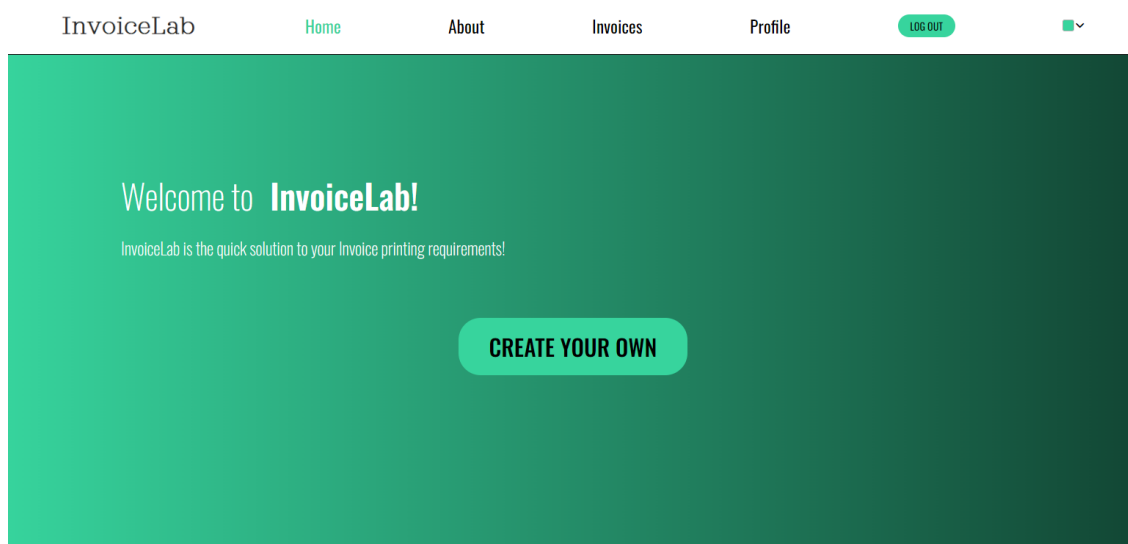 InvoiceLab Home About Invoices Profile LOG OUT
Welcome to InvoiceLab!
InvoiceLab is the quick solution to your Invoice printing requirements!
CREATE YOUR OWN